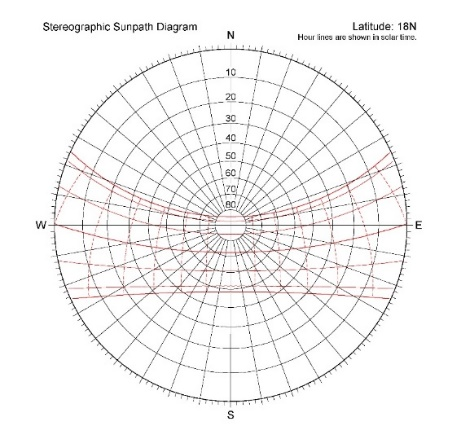 Stereographic Sunpath Diagram
Latitude: 18N
Hour lines are shown in solar time.
N
10
20
30
40
50
60
70
80
W
E
S